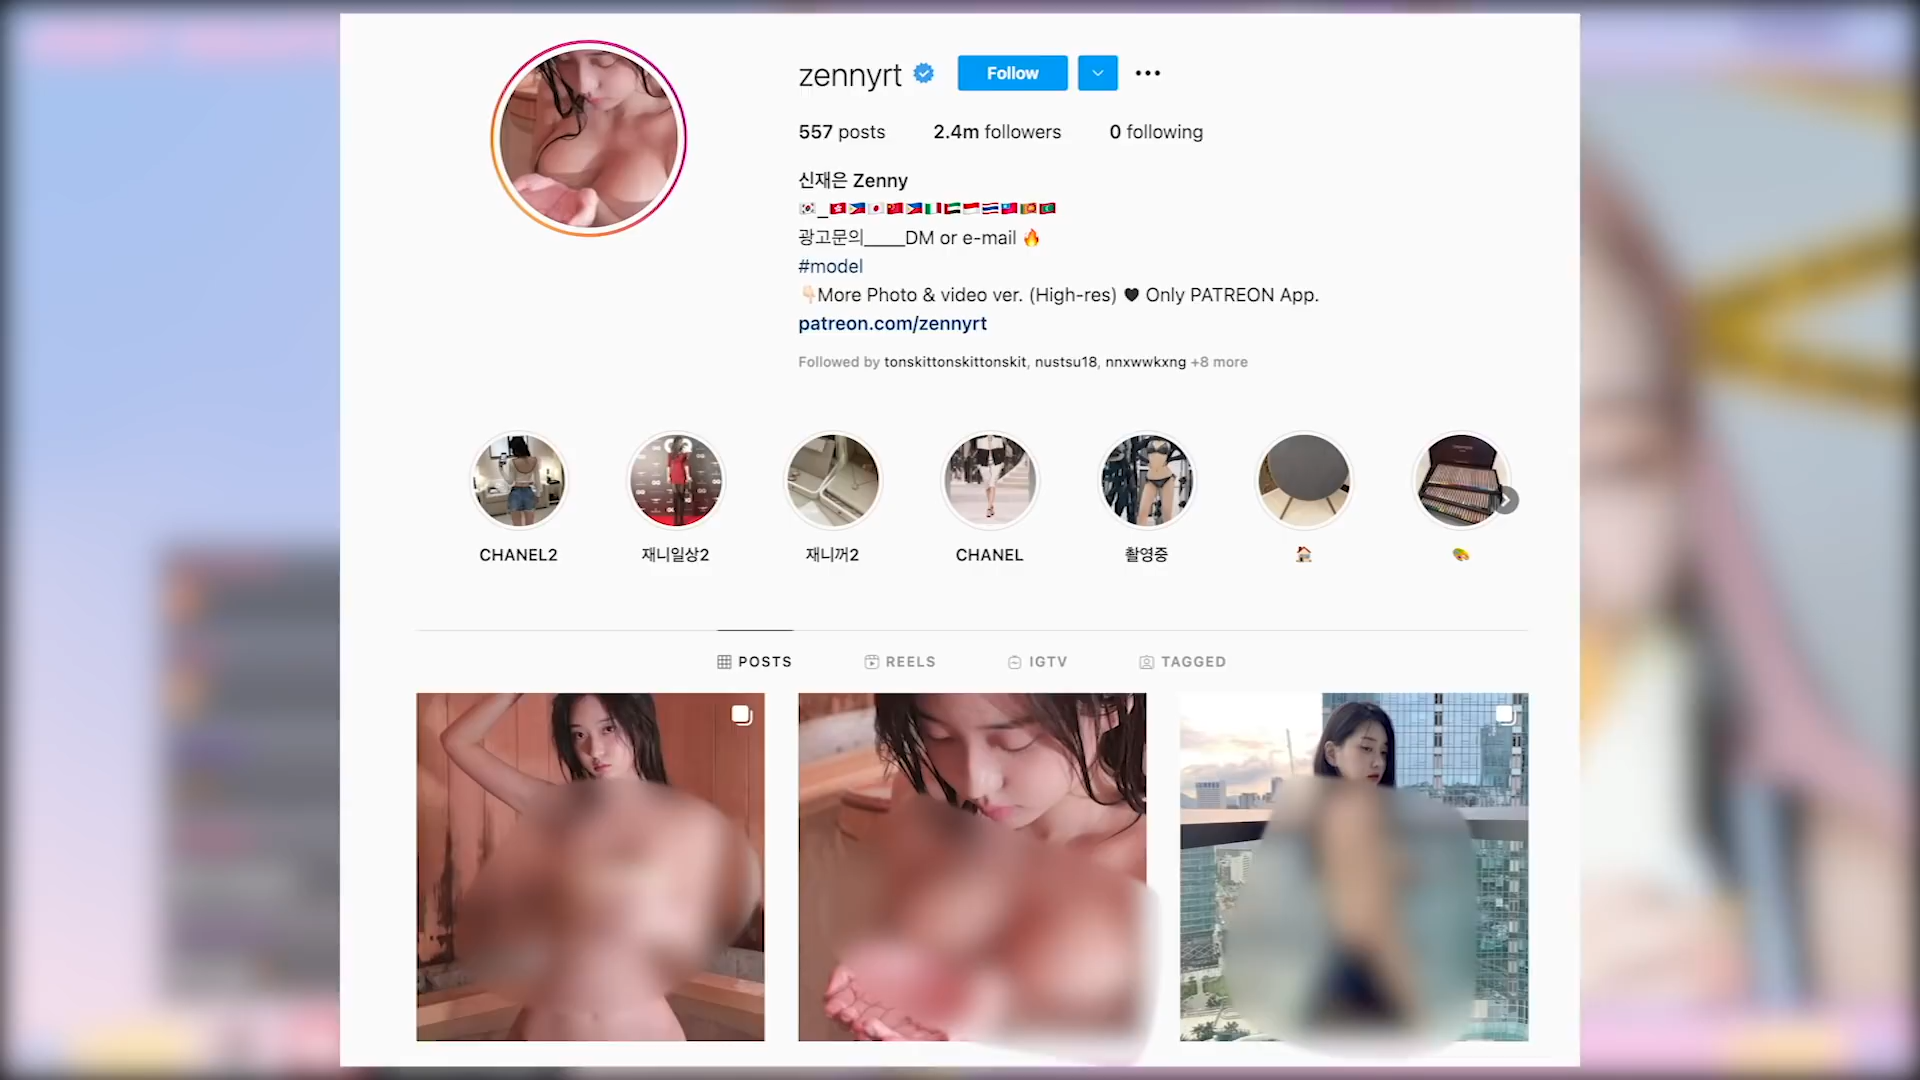 zennyrt Follow
557 posts 2.4m followers 0 following
신재은 Zenny
🇰🇷_🇭🇰🇵🇭🇯🇵🇨🇳🇵🇭🇮🇹🇦🇪🇮🇩🇹🇭🇹🇼🇱🇰🇲🇻
광고문의_____DM or e-mail 🔥
#model
👇🏻More Photo & video ver. (High-res) 🖤 Only PATREON App.
patreon.com/zennyrt
Followed by tonskittonskittonskit, nustsu18, nnxwwkxng +8 more
CHANEL2 재니일상2 재니꺼2 CHANEL 촬영중 🏠 🎨
POSTS REELS IGTV TAGGED